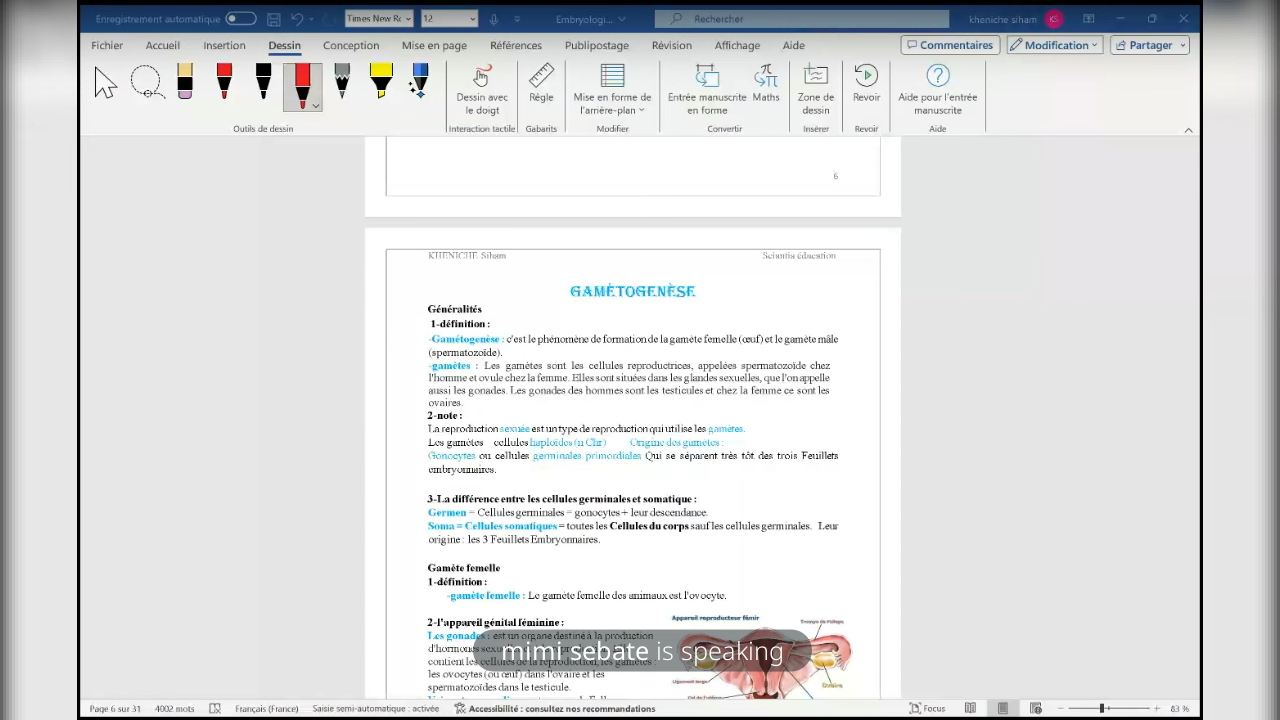 Enregistrement automatique
Times New Ro
12
Embryologi...
Rechercher
kheniche siham
KS
Fichier Accueil Insertion Dessin Conception Mise en page Références Publipostage Révision Affichage Aide
Commentaires
Modification
Partager
Dessin avec le doigt
Règle
Mise en forme de l'arrière-plan
Entrée manuscrite en forme
Maths
Zone de dessin
Revoir
Aide pour l'entrée manuscrite
Outils de dessin
Interaction tactile
Gabarits
Modifier
Convertir
Insérer
Revoir
Aide
6
KHENICHE Siham
Scientia éducation
GAMÉTOGENÈSE
Généralités
1-définition :
-Gamétogenèse : c'est le phénomène de formation de la gamète femelle (œuf) et le gamète mâle
(spermatozoïde).
-gamètes : Les gamètes sont les cellules reproductrices, appelées spermatozoïde chez
l'homme et ovule chez la femme. Elles sont situées dans les glandes sexuelles, que l'on appelle
aussi les gonades. Les gonades des hommes sont les testicules et chez la femme ce sont les
ovaires.
2-note :
La reproduction sexuée est un type de reproduction qui utilise les gamètes.
Les gamètes cellules haploïdes (n Chr) Origine des gamètes :
Gonocytes ou cellules germinales primordiales Qui se séparent très tôt des trois Feuillets
embryonnaires.
3-La différence entre les cellules germinales et somatique :
Germen = Cellules germinales = gonocytes + leur descendance.
Soma = Cellules somatiques = toutes les Cellules du corps sauf les cellules germinales. Leur
origine : les 3 Feuillets Embryonnaires.
Gamète femelle
1-définition :
-gamète femelle : Le gamète femelle des animaux est l'ovocyte.
2-l'appareil génital féminine :
Les gonades : est un organe destiné à la production
d'hormones
contient les cellules de la reproduction, les gamètes :
les ovocytes (ou œuf) dans l'ovaire et les
spermatozoïdes dans le testicule.
Appareil reproducteur fémir
Trompe de Fallope
Ligament large
Ovaire
mimi sebate is speaking
Page 6 sur 31
4002 mots
Français (France)
Saisie semi-automatique : activée
Accessibilité : consultez nos recommandations
Focus
83 %